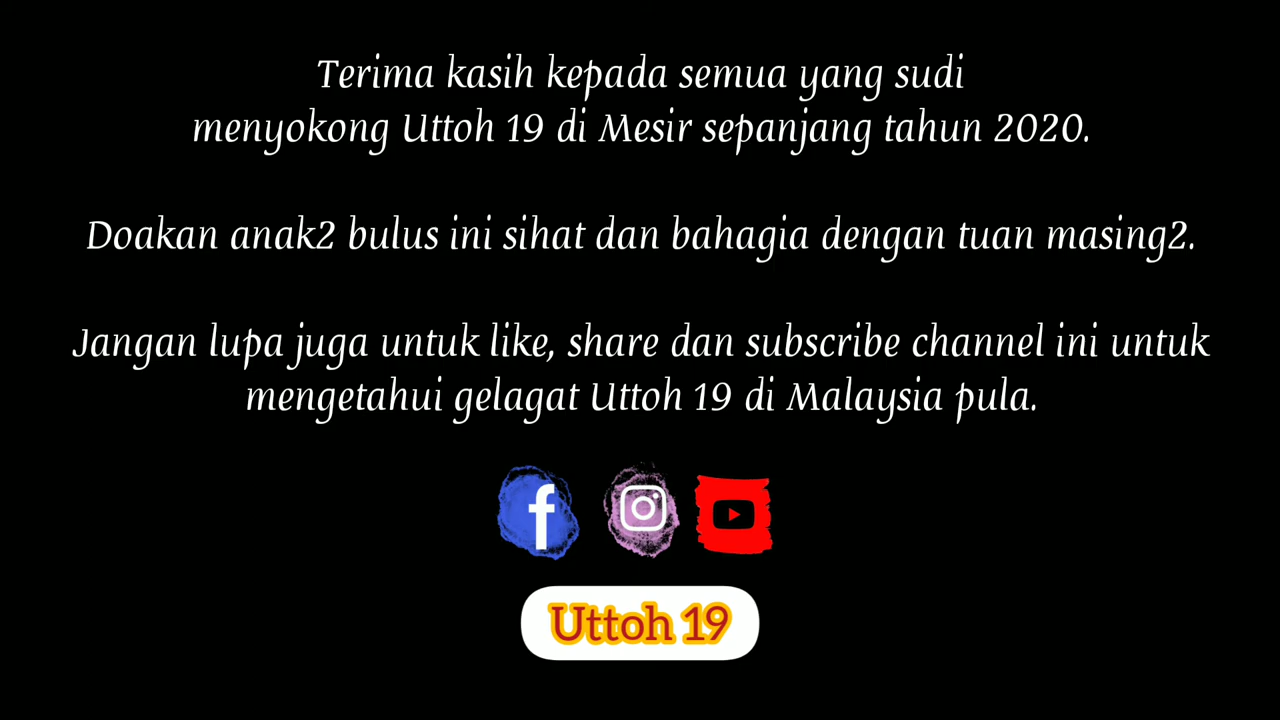 Terima kasih kepada semua yang sudi
menyokong Uttoh 19 di Mesir sepanjang tahun 2020.
Doakan anak2 bulus ini sihat dan bahagia dengan tuan masing2.
Jangan lupa juga untuk like, share dan subscribe channel ini untuk
mengetahui gelagat Uttoh 19 di Malaysia pula.
Uttoh 19